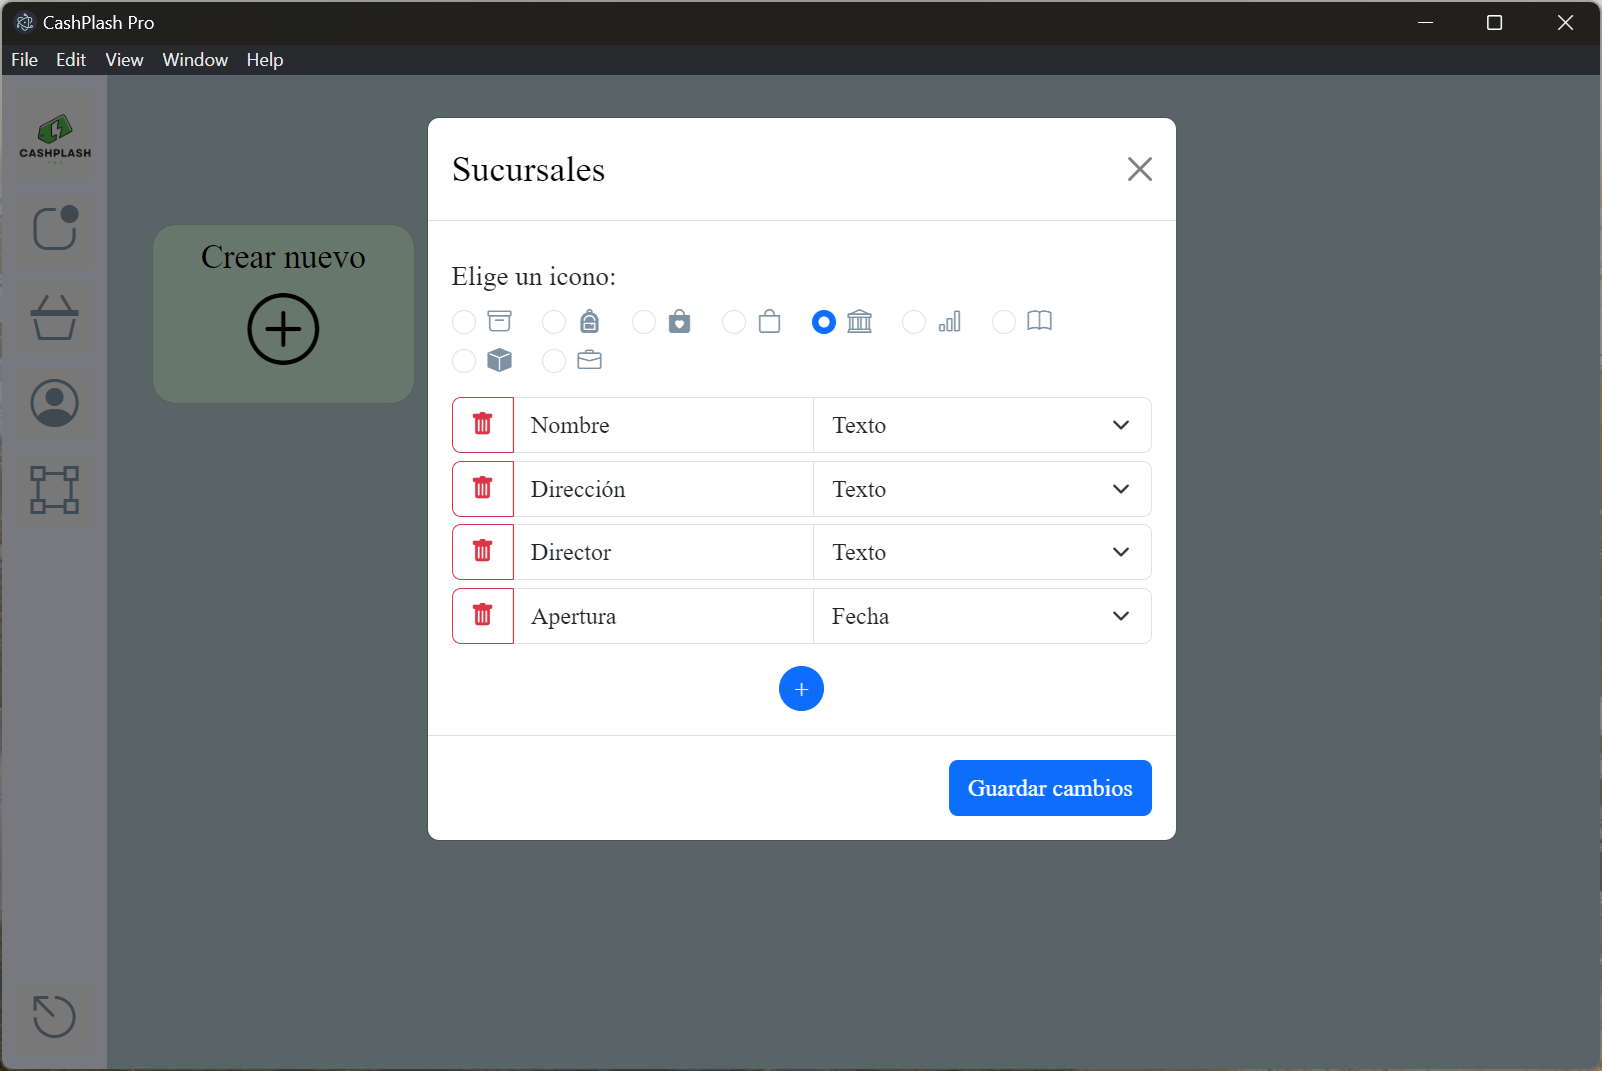 CashPlash Pro
File Edit View Window Help
CASHPLASH
Crear nuevo
Sucursales
Elige un icono:
Nombre Texto
Dirección Texto
Director Texto
Apertura Fecha
+
Guardar cambios